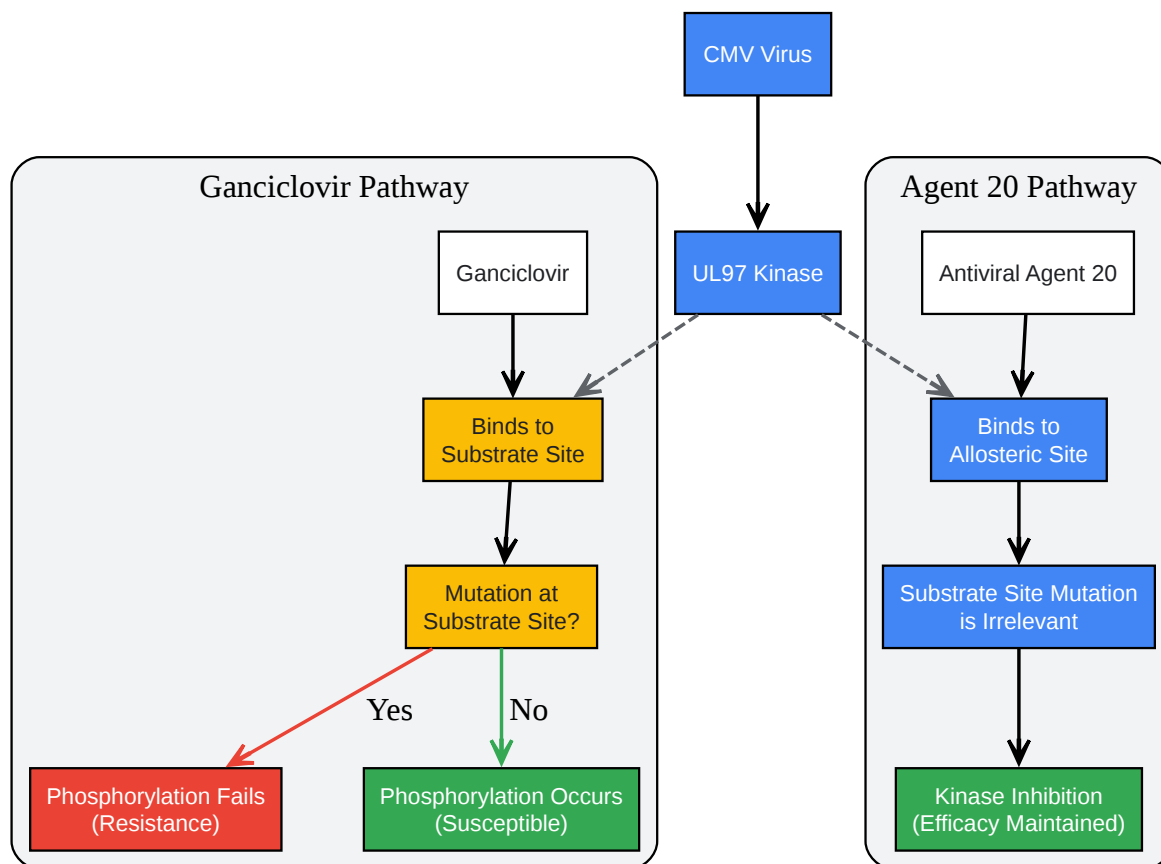 CMV Virus
Ganciclovir Pathway
Agent 20 Pathway
Ganciclovir
UL97 Kinase
Antiviral Agent 20
Binds to
Substrate Site
Binds to
Allosteric Site
Mutation at
Substrate Site?
Substrate Site Mutation
is Irrelevant
Yes
No
Phosphorylation Fails
(Resistance)
Phosphorylation Occurs
(Susceptible)
Kinase Inhibition
(Efficacy Maintained)